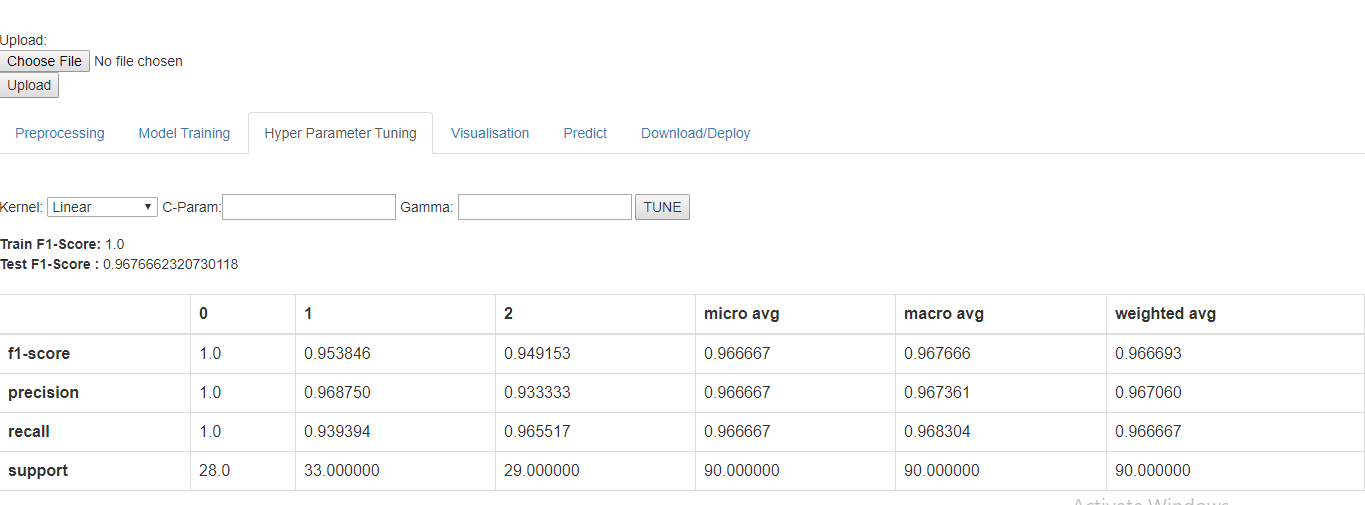 Upload:
Choose File No file chosen
Upload
Preprocessing Model Training Hyper Parameter Tuning Visualisation Predict Download/Deploy
Kernel: Linear C-Param: Gamma: TUNE
Train F1-Score: 1.0
Test F1-Score : 0.9676662320730118
0 1 2 micro avg macro avg weighted avg
f1-score 1.0 0.953846 0.949153 0.966667 0.967666 0.966693
precision 1.0 0.968750 0.933333 0.966667 0.967361 0.967060
recall 1.0 0.939394 0.965517 0.966667 0.968304 0.966667
support 28.0 33.000000 29.000000 90.000000 90.000000 90.000000
Activate Windows